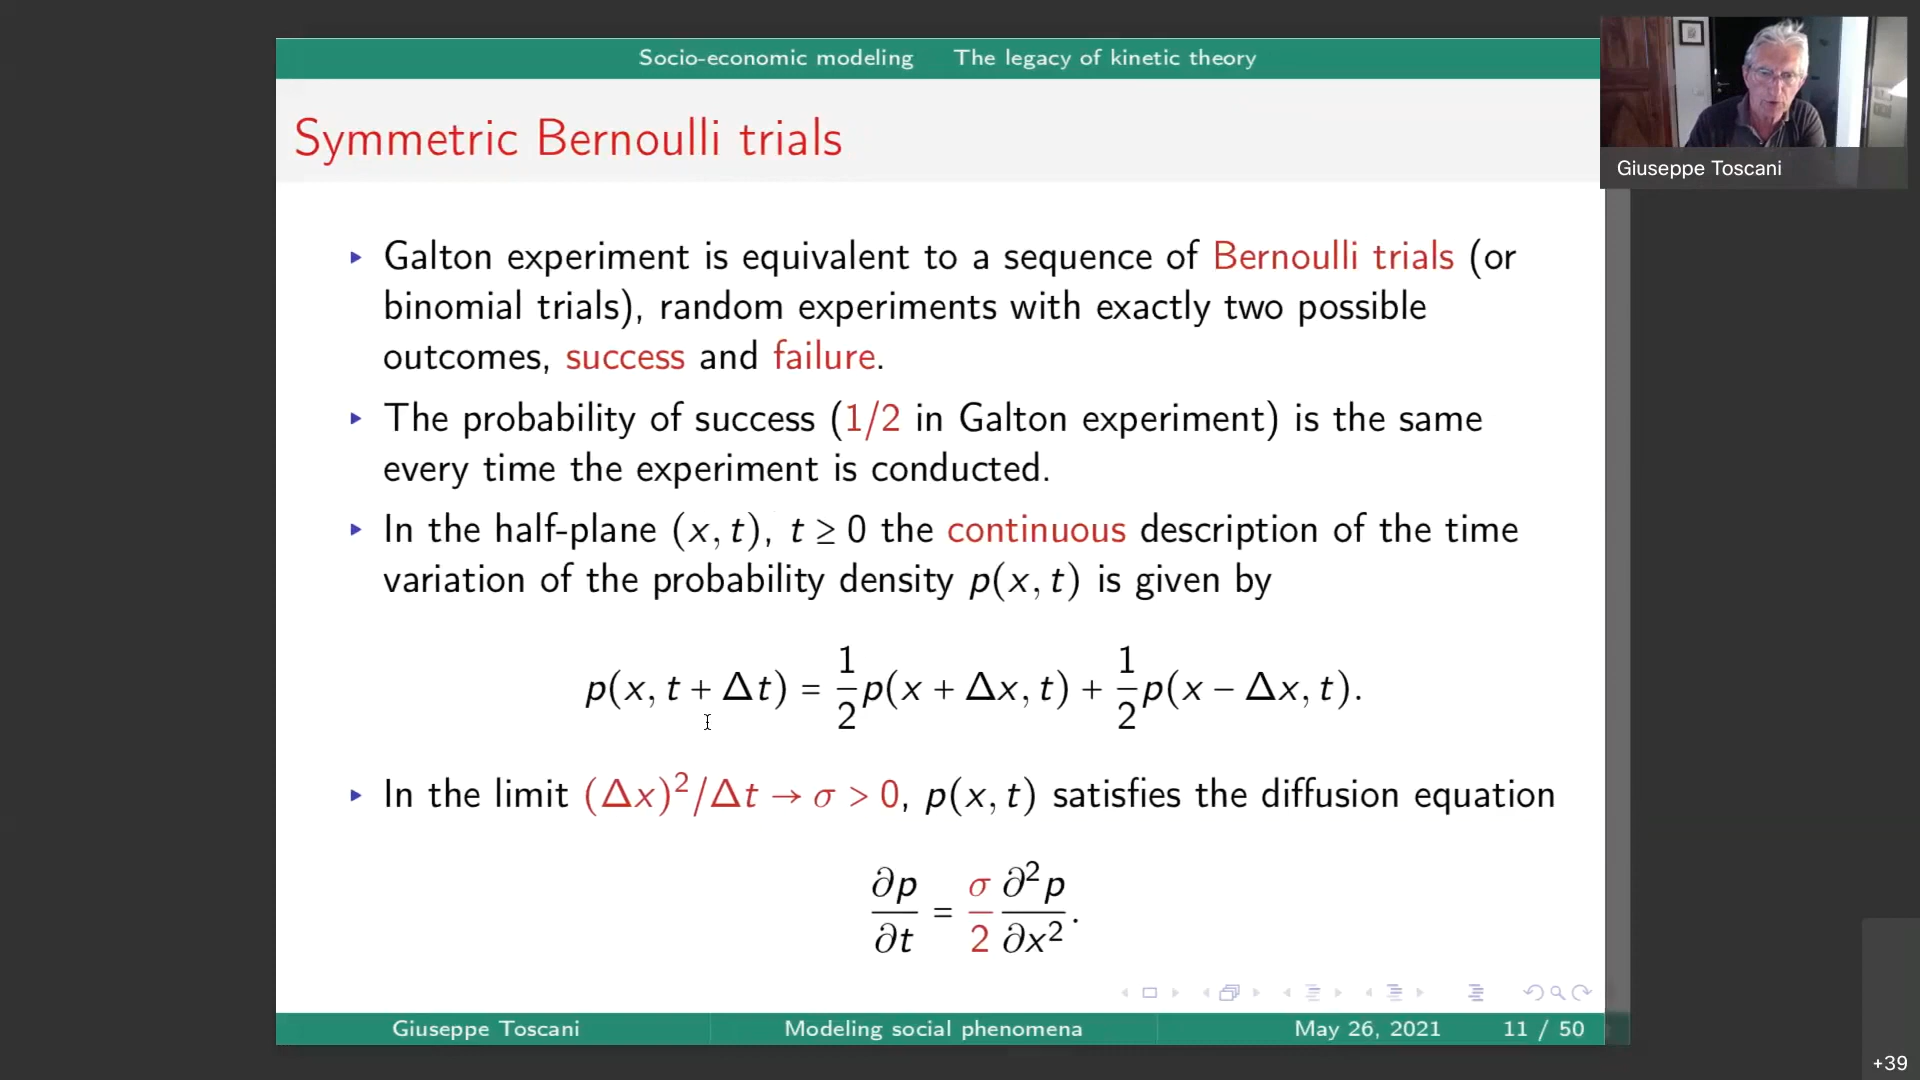 Socio-economic modeling The legacy of kinetic theory
Symmetric Bernoulli trials
Giuseppe Toscani
▸ Galton experiment is equivalent to a sequence of Bernoulli trials (or
binomial trials), random experiments with exactly two possible
outcomes, success and failure.
▸ The probability of success (1/2 in Galton experiment) is the same
every time the experiment is conducted.
▸ In the half-plane (x, t), t ≥ 0 the continuous description of the time
variation of the probability density p(x, t) is given by
p(x, t + Δt) = 1/2 p(x + Δx, t) + 1/2 p(x − Δx, t).
▸ In the limit (Δx)²/Δt → σ > 0, p(x, t) satisfies the diffusion equation
∂p/∂t = σ/2 ∂²p/∂x².
Giuseppe Toscani Modeling social phenomena May 26, 2021 11 / 50
+39